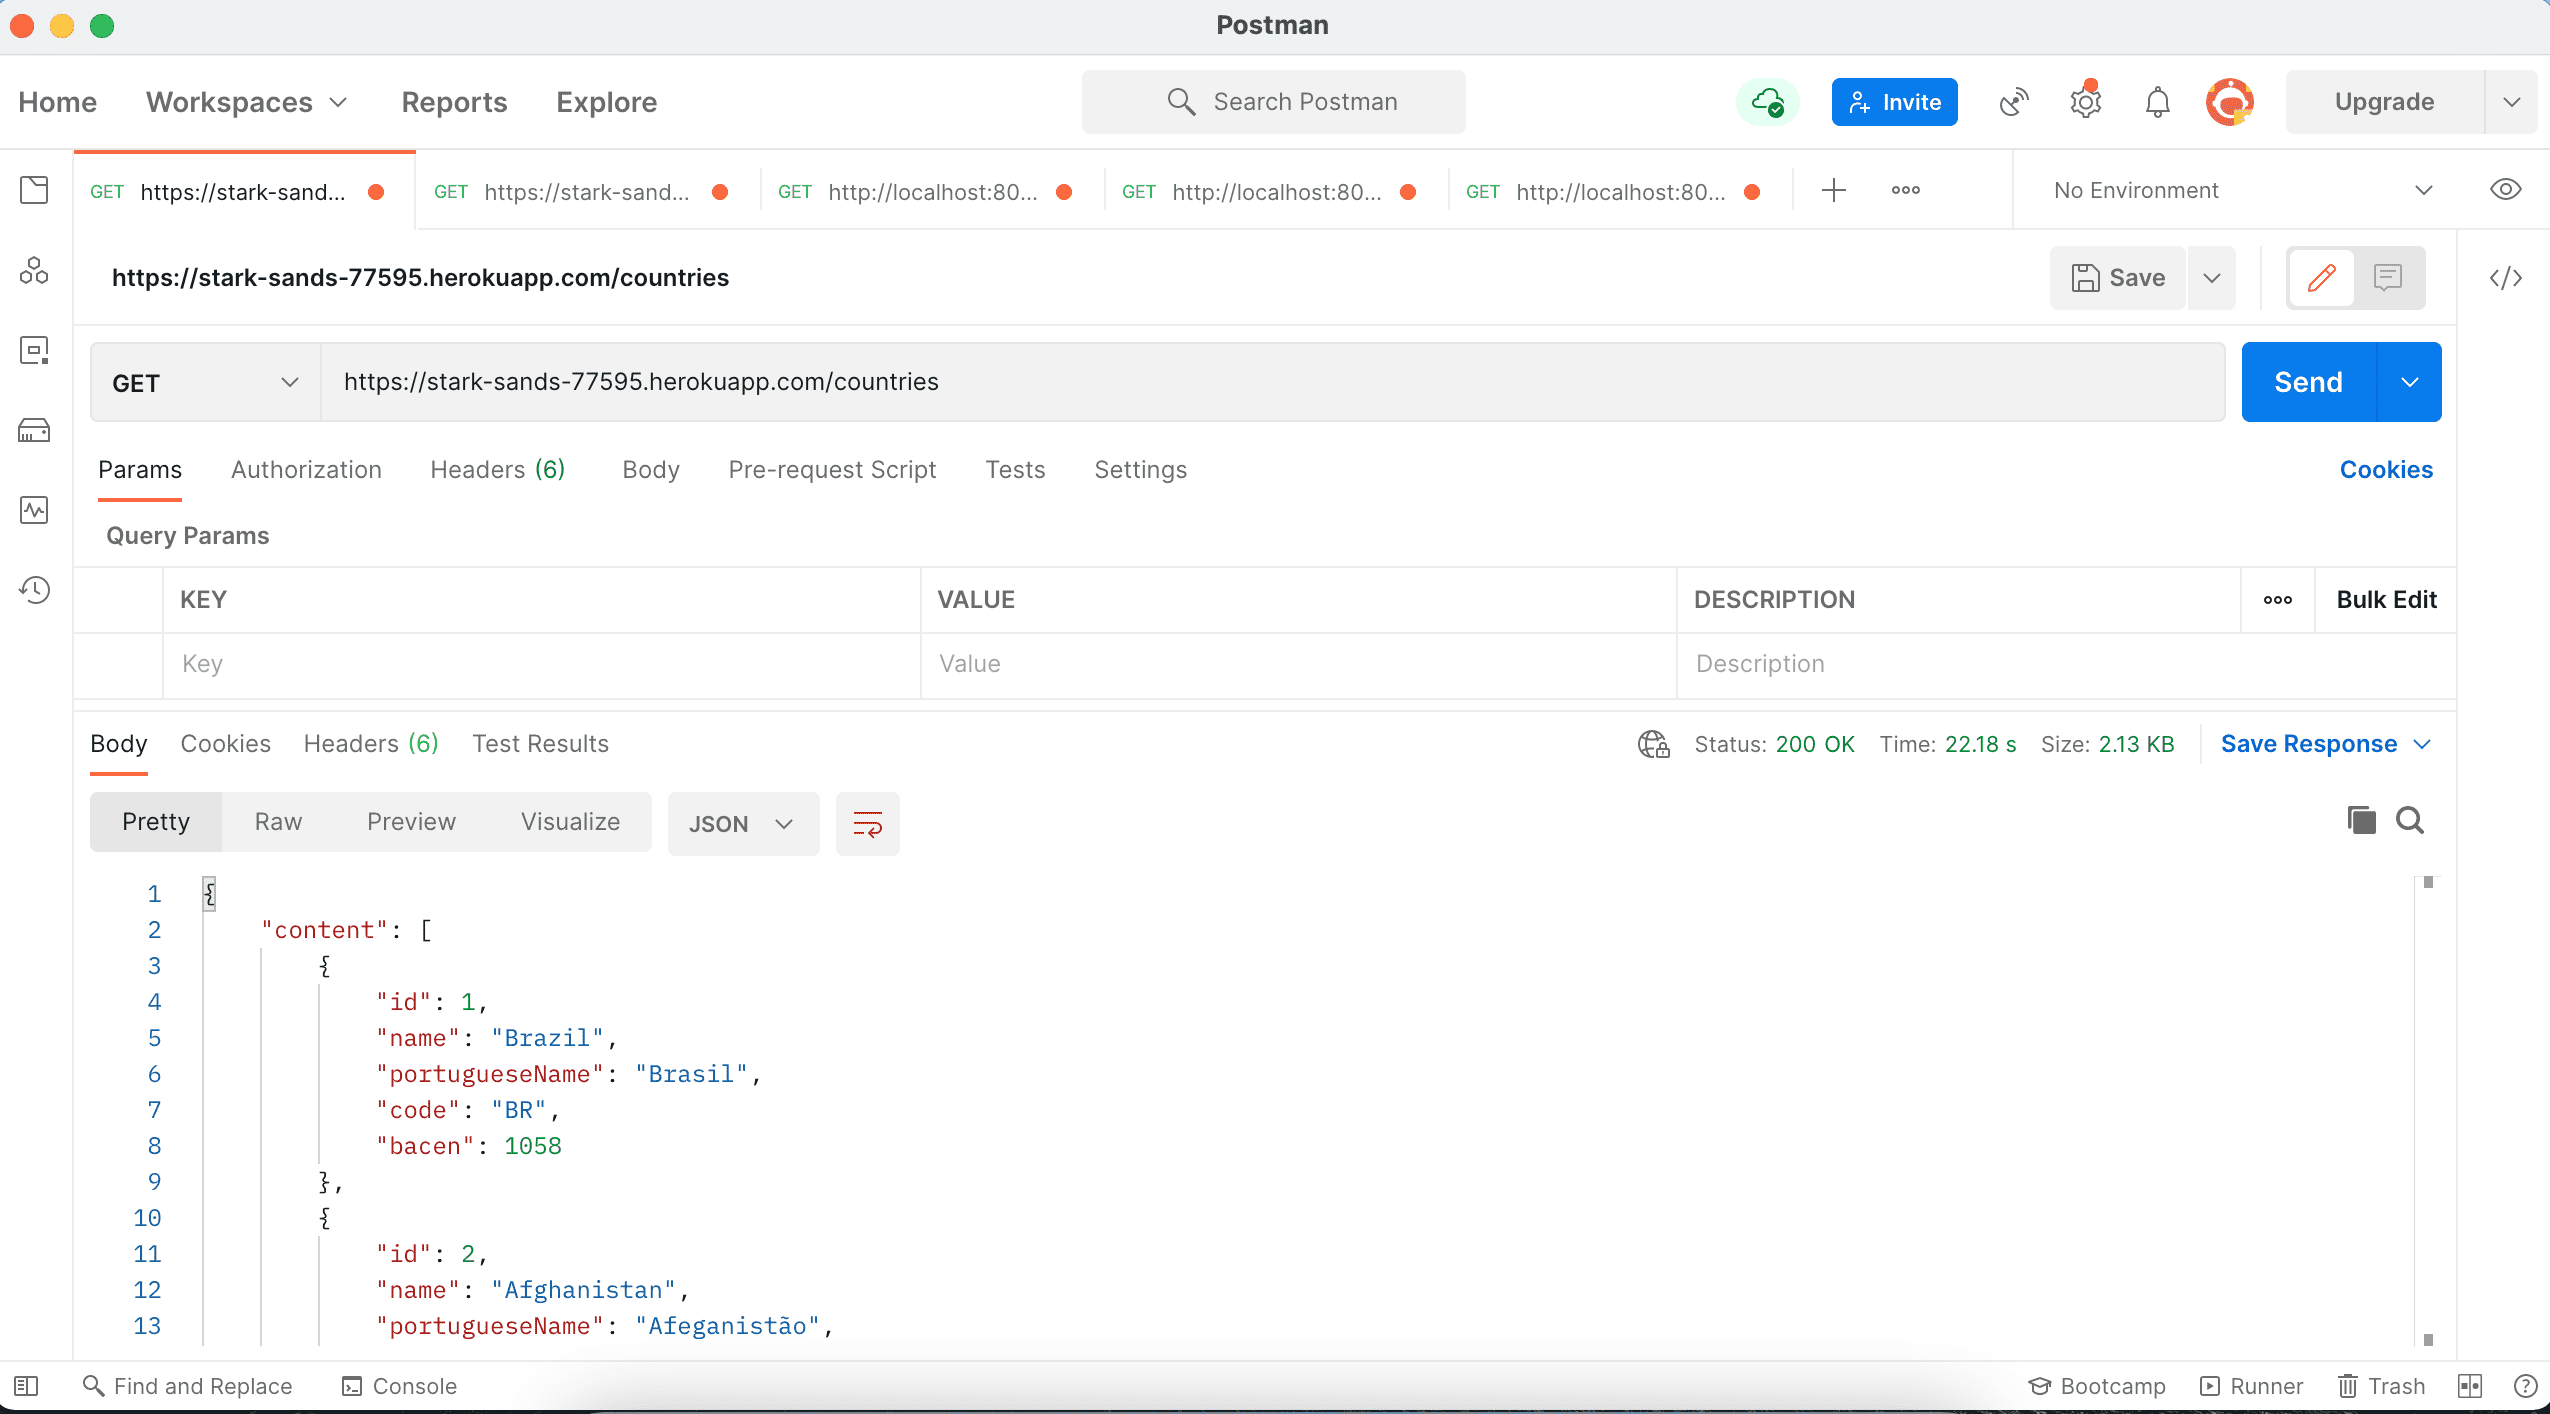 Postman
Home Workspaces Reports Explore Search Postman Invite Upgrade
GET https://stark-sand... GET https://stark-sand... GET http://localhost:80... GET http://localhost:80... GET http://localhost:80... No Environment
https://stark-sands-77595.herokuapp.com/countries Save
GET https://stark-sands-77595.herokuapp.com/countries Send
Params Authorization Headers (6) Body Pre-request Script Tests Settings Cookies
Query Params
KEY VALUE DESCRIPTION Bulk Edit
Key Value Description
Body Cookies Headers (6) Test Results Status: 200 OK Time: 22.18 s Size: 2.13 KB Save Response
Pretty Raw Preview Visualize JSON
1 {
2 "content": [
3 {
4 "id": 1,
5 "name": "Brazil",
6 "portugueseName": "Brasil",
7 "code": "BR",
8 "bacen": 1058
9 },
10 {
11 "id": 2,
12 "name": "Afghanistan",
13 "portugueseName": "Afeganistão",
Find and Replace Console Bootcamp Runner Trash